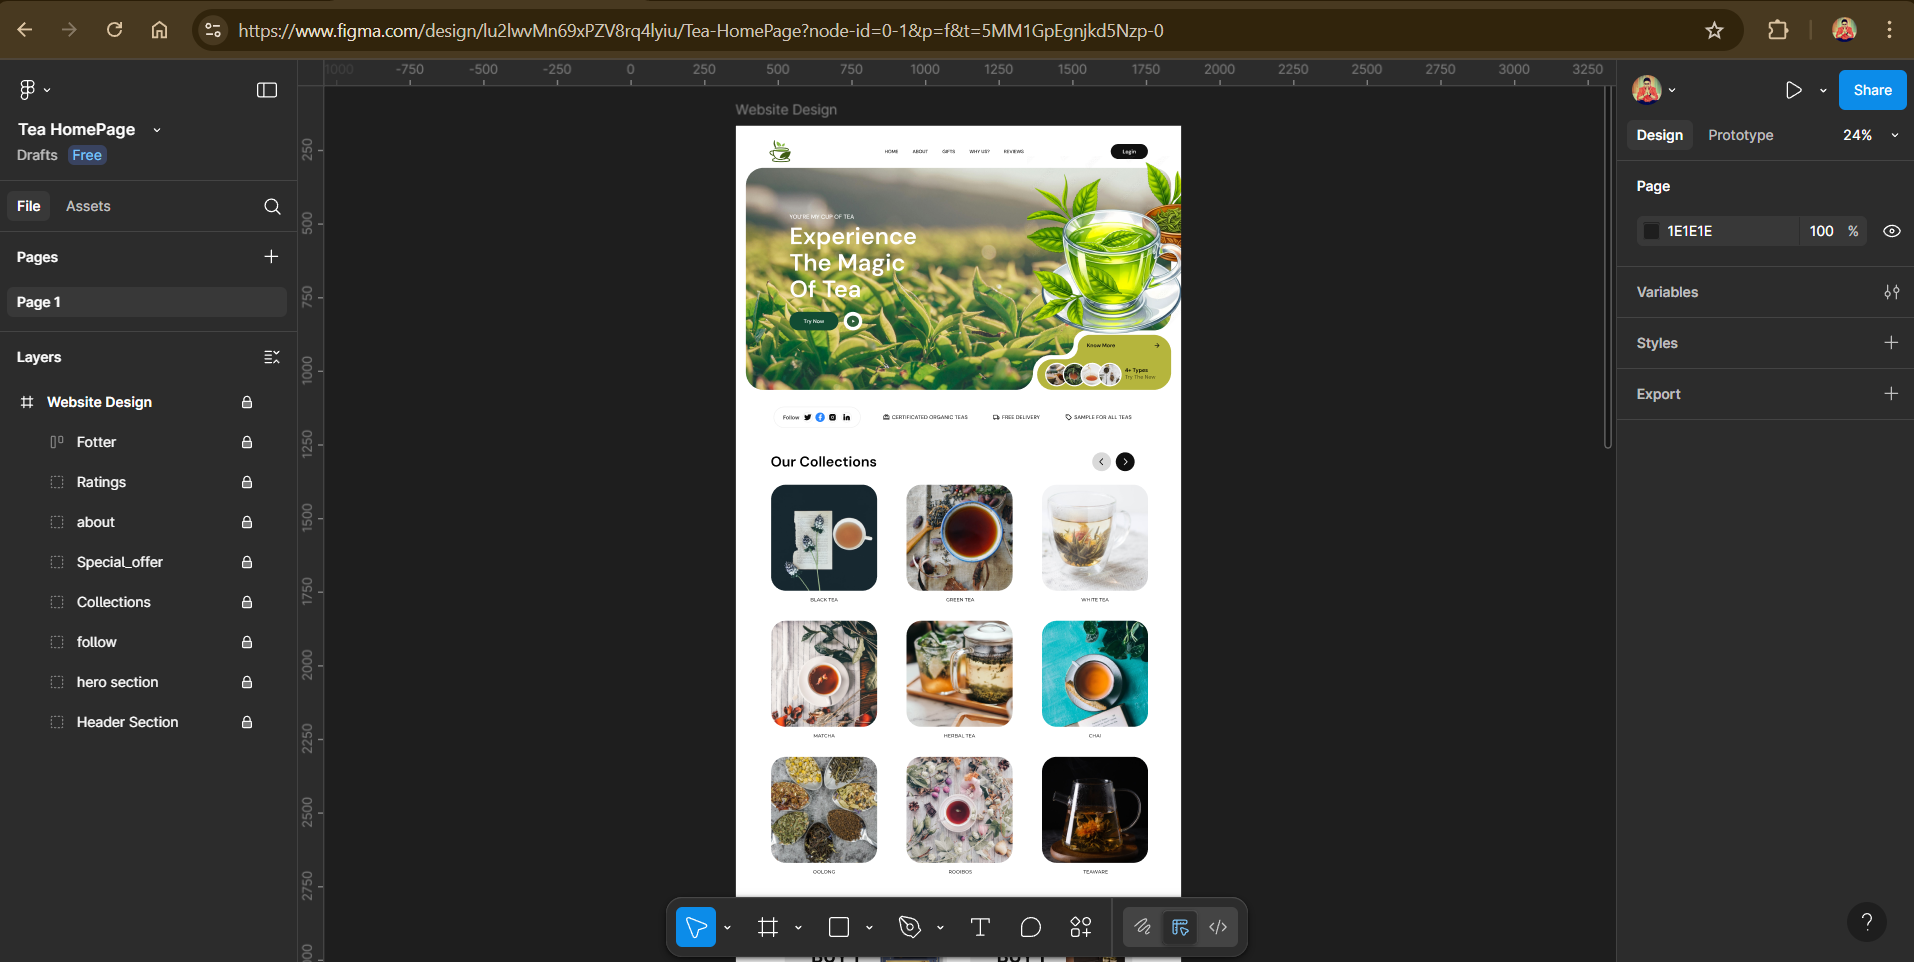 https://www.figma.com/design/lu2lwvMn69xPZV8rq4lyiu/Tea-HomePage?node-id=0-1&p=f&t=5MM1GpEgnjkd5Nzp-0
Tea HomePage
Drafts Free
File Assets
Pages
Page 1
Layers
Website Design
Fotter
Ratings
about
Special_offer
Collections
follow
hero section
Header Section
1000 -750 -500 -250 0 250 500 750 1000 1250 1500 1750 2000 2250 2500 2750 3000 3250
250
500
750
1000
1250
1500
1750
2000
2250
2500
2750
Website Design
HOME ABOUT GIFTS WHY US? REVIEWS Login
YOU'RE MY CUP OF TEA
Experience
The Magic
Of Tea
Try Now
Know More
4+ Types
Try The New
Follow CERTIFICATED ORGANIC TEAS FREE DELIVERY SAMPLE FOR ALL TEAS
Our Collections
BLACK TEA GREEN TEA WHITE TEA
MATCHA HERBAL TEA CHAI
OOLONG ROOIBOS TEAWARE
Share
Design Prototype 24%
Page
1E1E1E 100 %
Variables
Styles
Export
?